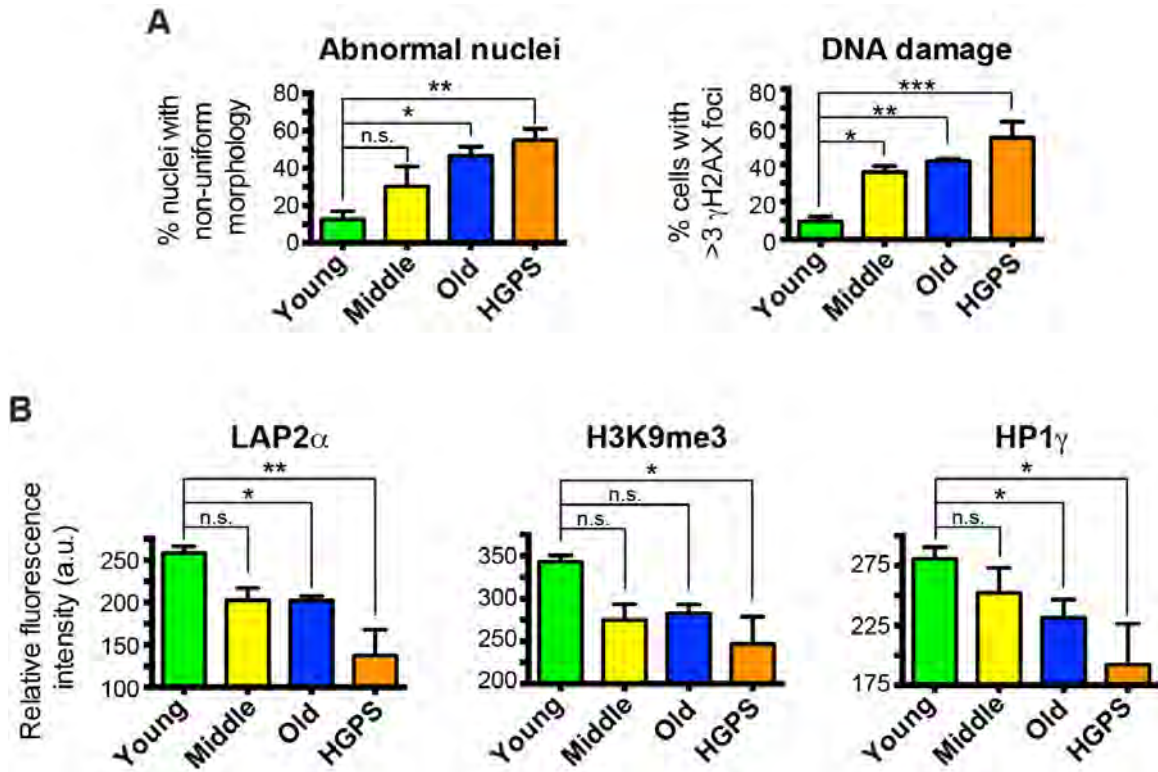 A
Abnormal nuclei
% nuclei with
non-uniform
morphology
80
60
40
20
0
n.s.
*
**
Young
Middle
Old
HGPS
DNA damage
% cells with
>3 γH2AX foci
80
60
40
20
0
*
**
***
Young
Middle
Old
HGPS
B
Relative fluorescence
intensity (a.u.)
LAP2α
250
200
150
100
n.s.
*
**
Young
Middle
Old
HGPS
H3K9me3
350
300
250
200
n.s.
n.s.
*
Young
Middle
Old
HGPS
HP1γ
275
225
175
n.s.
*
*
Young
Middle
Old
HGPS